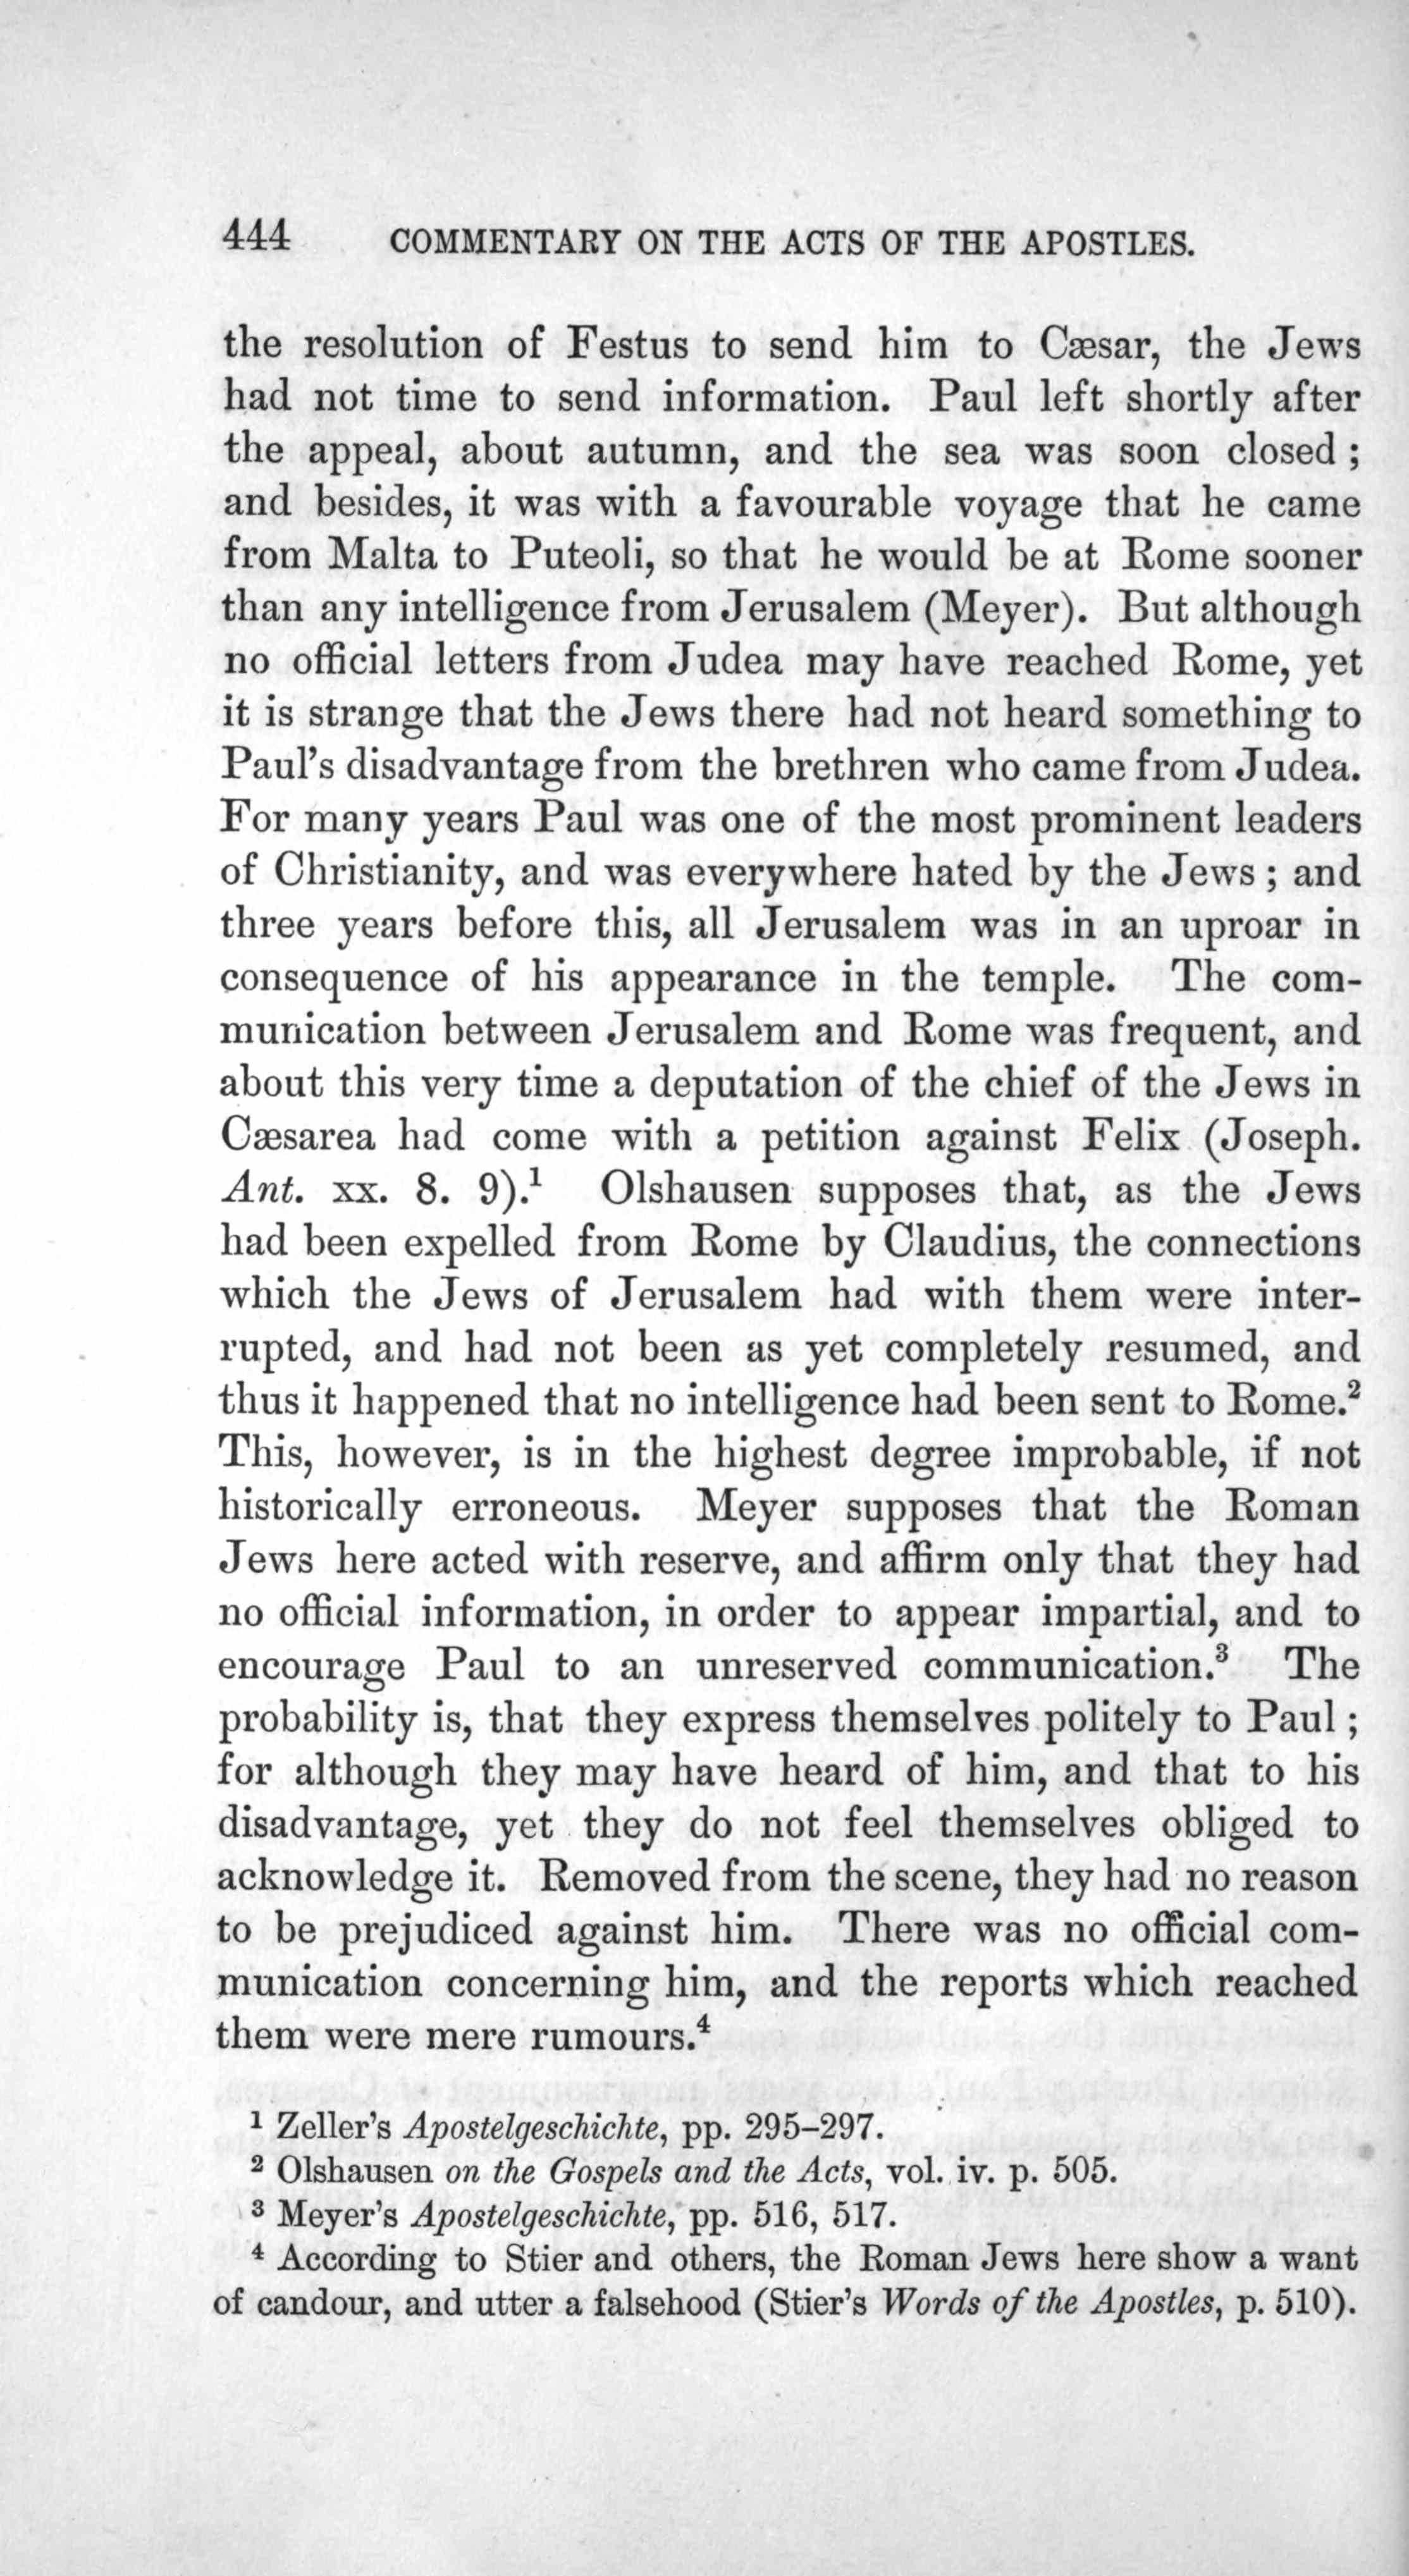 444 COMMENTARY ON THE ACTS OF THE APOSTLES.
the resolution of Festus to send him to Cæsar, the Jews
had not time to send information. Paul left shortly after
the appeal, about autumn, and the sea was soon closed ;
and besides, it was with a favourable voyage that he came
from Malta to Puteoli, so that he would be at Rome sooner
than any intelligence from Jerusalem (Meyer). But although
no official letters from Judea may have reached Rome, yet
it is strange that the Jews there had not heard something to
Paul's disadvantage from the brethren who came from Judea.
For many years Paul was one of the most prominent leaders
of Christianity, and was everywhere hated by the Jews ; and
three years before this, all Jerusalem was in an uproar in
consequence of his appearance in the temple. The com-
munication between Jerusalem and Rome was frequent, and
about this very time a deputation of the chief of the Jews in
Cæsarea had come with a petition against Felix (Joseph.
Ant. xx. 8. 9).¹ Olshausen supposes that, as the Jews
had been expelled from Rome by Claudius, the connections
which the Jews of Jerusalem had with them were inter-
rupted, and had not been as yet completely resumed, and
thus it happened that no intelligence had been sent to Rome.²
This, however, is in the highest degree improbable, if not
historically erroneous. Meyer supposes that the Roman
Jews here acted with reserve, and affirm only that they had
no official information, in order to appear impartial, and to
encourage Paul to an unreserved communication.³ The
probability is, that they express themselves politely to Paul ;
for although they may have heard of him, and that to his
disadvantage, yet they do not feel themselves obliged to
acknowledge it. Removed from the scene, they had no reason
to be prejudiced against him. There was no official com-
munication concerning him, and the reports which reached
them were mere rumours.⁴
¹ Zeller's Apostelgeschichte, pp. 295–297.
² Olshausen on the Gospels and the Acts, vol. iv. p. 505.
³ Meyer's Apostelgeschichte, pp. 516, 517.
⁴ According to Stier and others, the Roman Jews here show a want
of candour, and utter a falsehood (Stier's Words of the Apostles, p. 510).